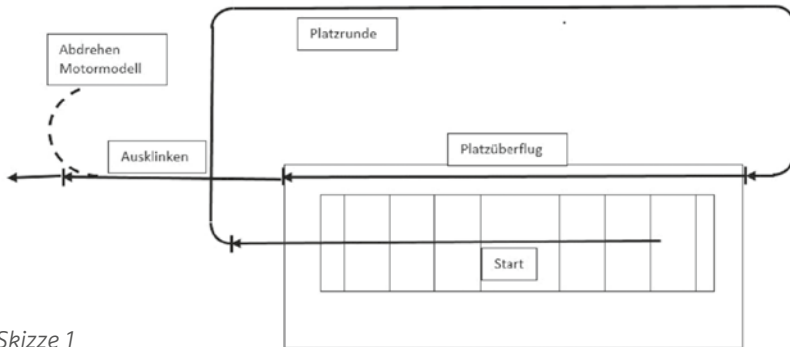 Platzrunde
Abdrehen
Motormodell
Ausklinken
Platzüberflug
Start
Skizze 1